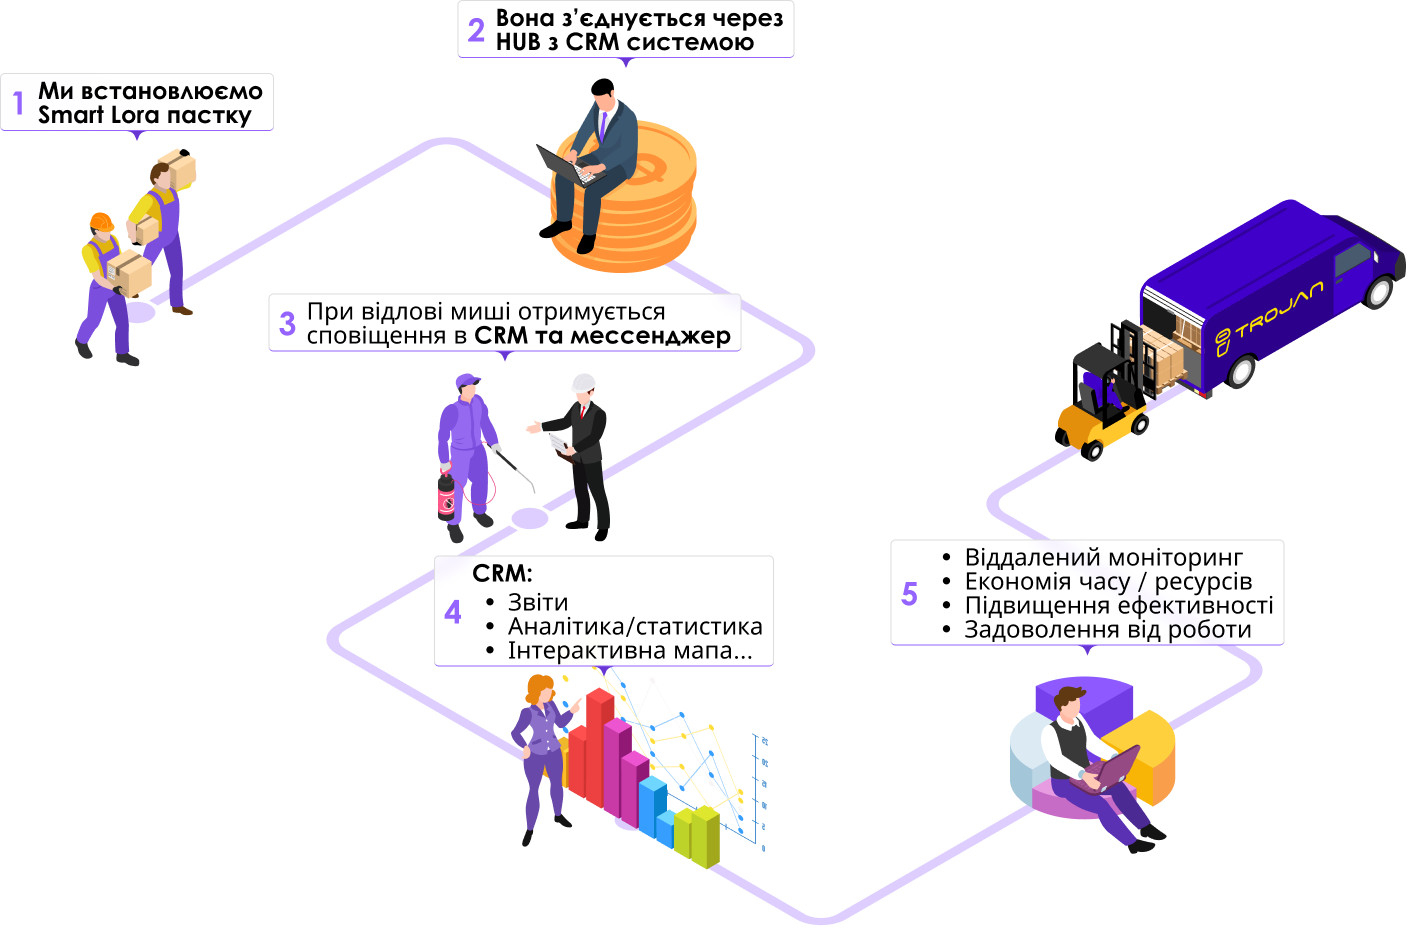 1
Ми встановлюємо
Smart Lora пастку
2
Вона з’єднується через
HUB з CRM системою
3
При відлові миші отримується
сповіщення в CRM та мессенджер
4
CRM:
• Звіти
• Аналітика/статистика
• Інтерактивна мапа...
5
• Віддалений моніторинг
• Економія часу / ресурсів
• Підвищення ефективності
• Задоволення від роботи
TROJAN